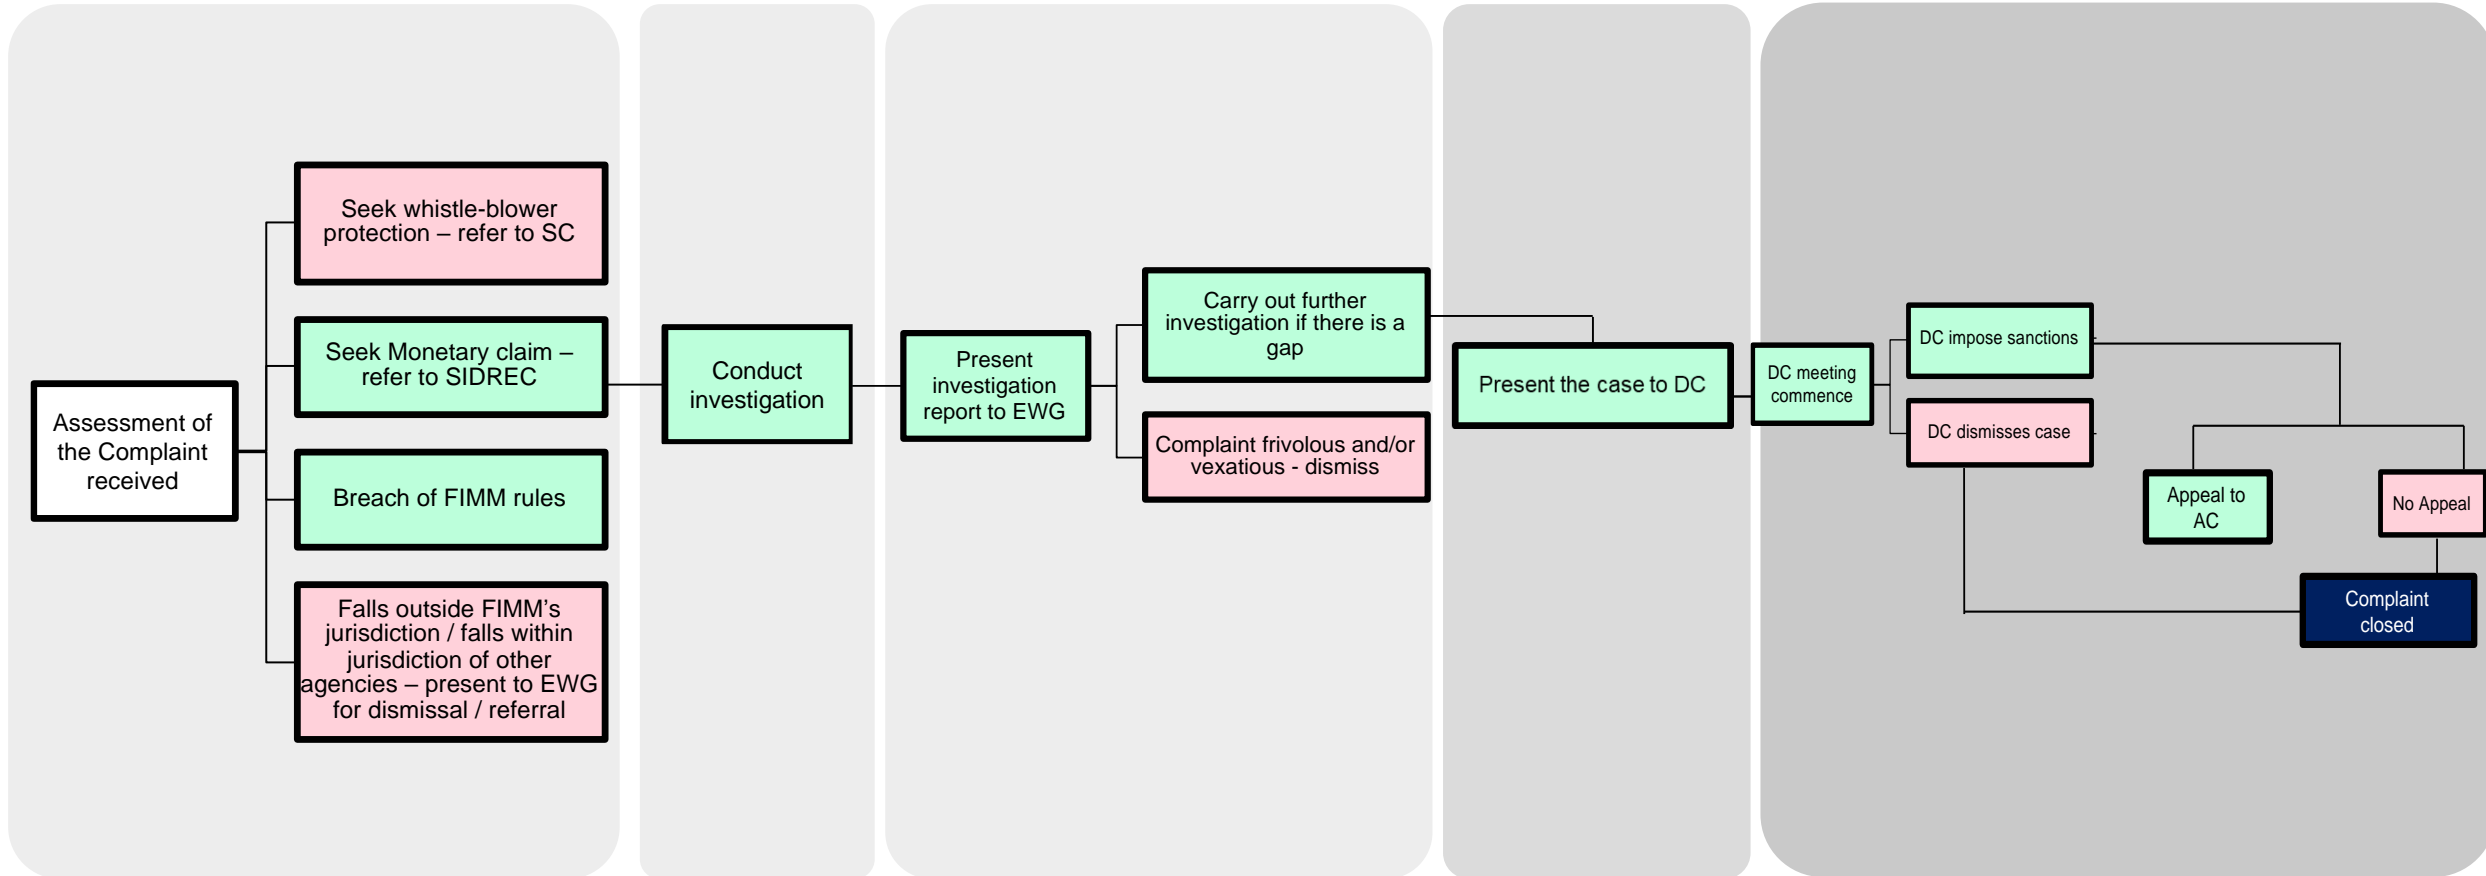 Assessment of
the Complaint
received
Seek whistle-blower
protection – refer to SC
Seek Monetary claim –
refer to SIDREC
Breach of FIMM rules
Falls outside FIMM’s
jurisdiction / falls within
jurisdiction of other
agencies – present to EWG
for dismissal / referral
Conduct
investigation
Present
investigation
report to EWG
Carry out further
investigation if there is a
gap
Complaint frivolous and/or
vexatious - dismiss
Present the case to DC
DC meeting
commence
DC impose sanctions
DC dismisses case
Appeal to
AC
No Appeal
Complaint
closed